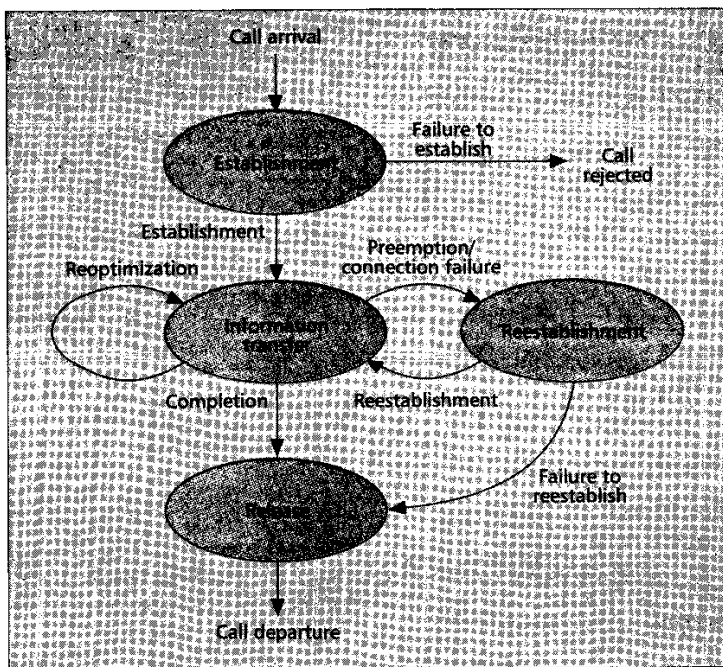 Call arrival
Failure to
establish
Establishment
Call
rejected
Establishment
Preemption/
connection failure
Reoptimization
Information
transfer
Reestablishment
Completion
Reestablishment
Failure to
reestablish
Release
Call departure